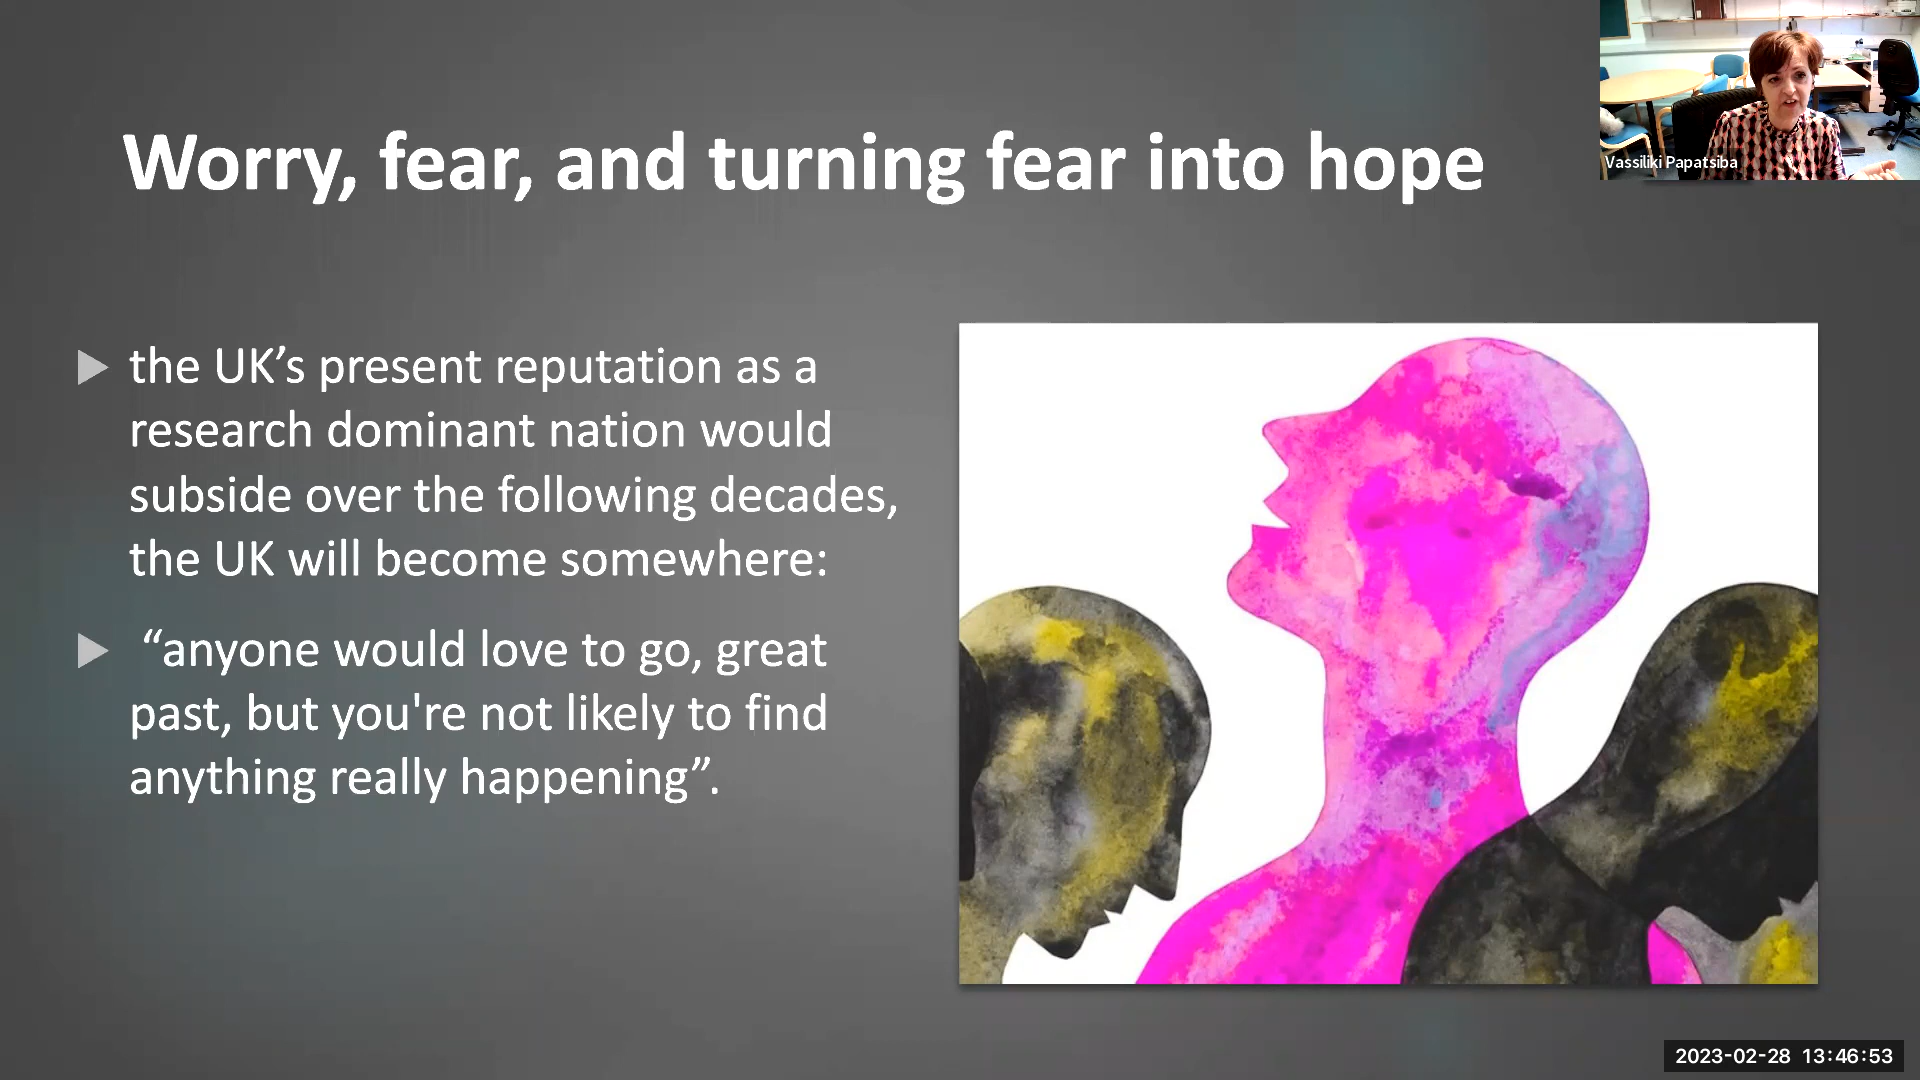 Worry, fear, and turning fear into hope
Vassiliki Papatsiba
the UK’s present reputation as a
research dominant nation would
subside over the following decades,
the UK will become somewhere:
“anyone would love to go, great
past, but you're not likely to find
anything really happening”.
2023-02-28 13:46:53